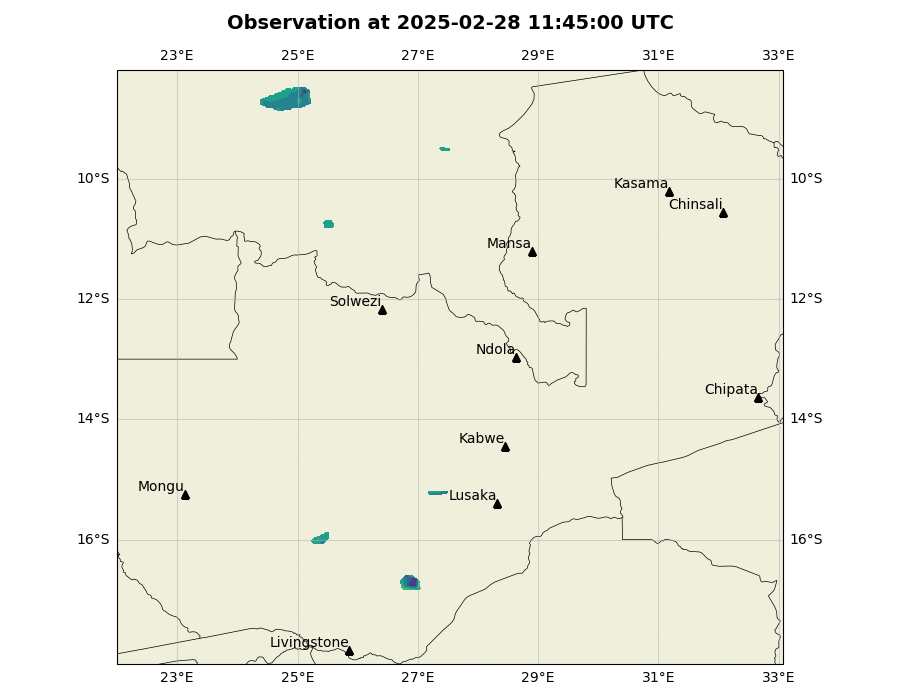 Observation at 2025-02-28 11:45:00 UTC
23°E 25°E 27°E 29°E 31°E 33°E
10°S 10°S
Kasama
Chinsali
Mansa
12°S 12°S
Solwezi
Ndola
Chipata
14°S 14°S
Kabwe
Mongu
Lusaka
16°S 16°S
Livingstone
23°E 25°E 27°E 29°E 31°E 33°E